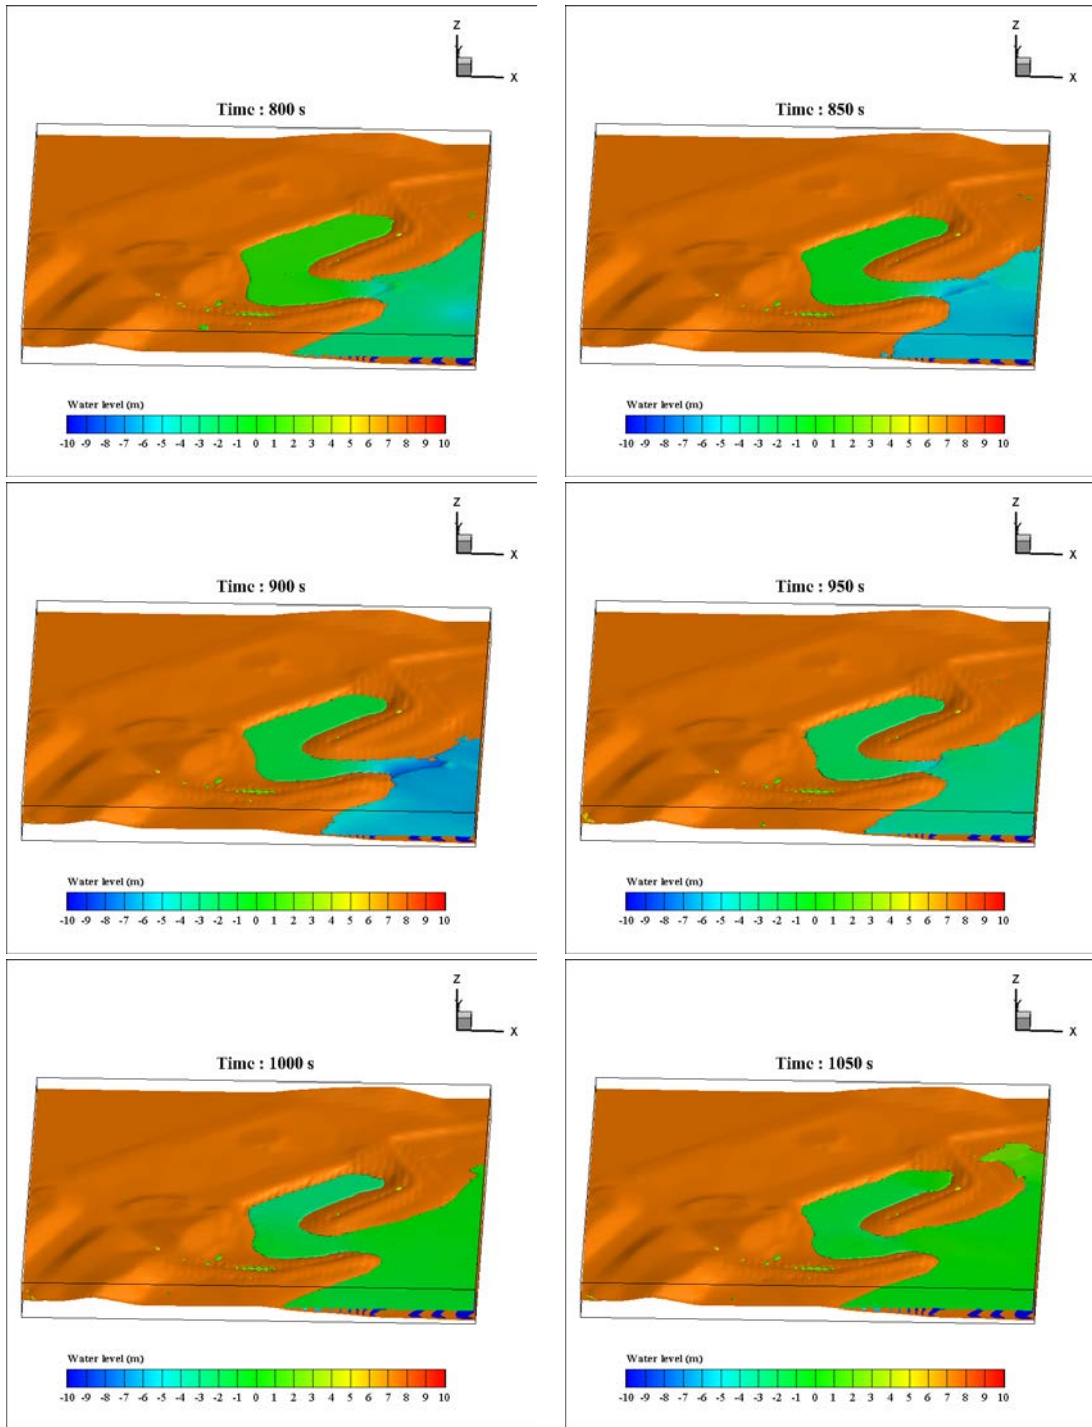 Z
Y
X
Time : 800 s
Water level (m)
-10 -9 -8 -7 -6 -5 -4 -3 -2 -1 0 1 2 3 4 5 6 7 8 9 10
Z
Y
X
Time : 850 s
Water level (m)
-10 -9 -8 -7 -6 -5 -4 -3 -2 -1 0 1 2 3 4 5 6 7 8 9 10
Z
Y
X
Time : 900 s
Water level (m)
-10 -9 -8 -7 -6 -5 -4 -3 -2 -1 0 1 2 3 4 5 6 7 8 9 10
Z
Y
X
Time : 950 s
Water level (m)
-10 -9 -8 -7 -6 -5 -4 -3 -2 -1 0 1 2 3 4 5 6 7 8 9 10
Z
Y
X
Time : 1000 s
Water level (m)
-10 -9 -8 -7 -6 -5 -4 -3 -2 -1 0 1 2 3 4 5 6 7 8 9 10
Z
Y
X
Time : 1050 s
Water level (m)
-10 -9 -8 -7 -6 -5 -4 -3 -2 -1 0 1 2 3 4 5 6 7 8 9 10